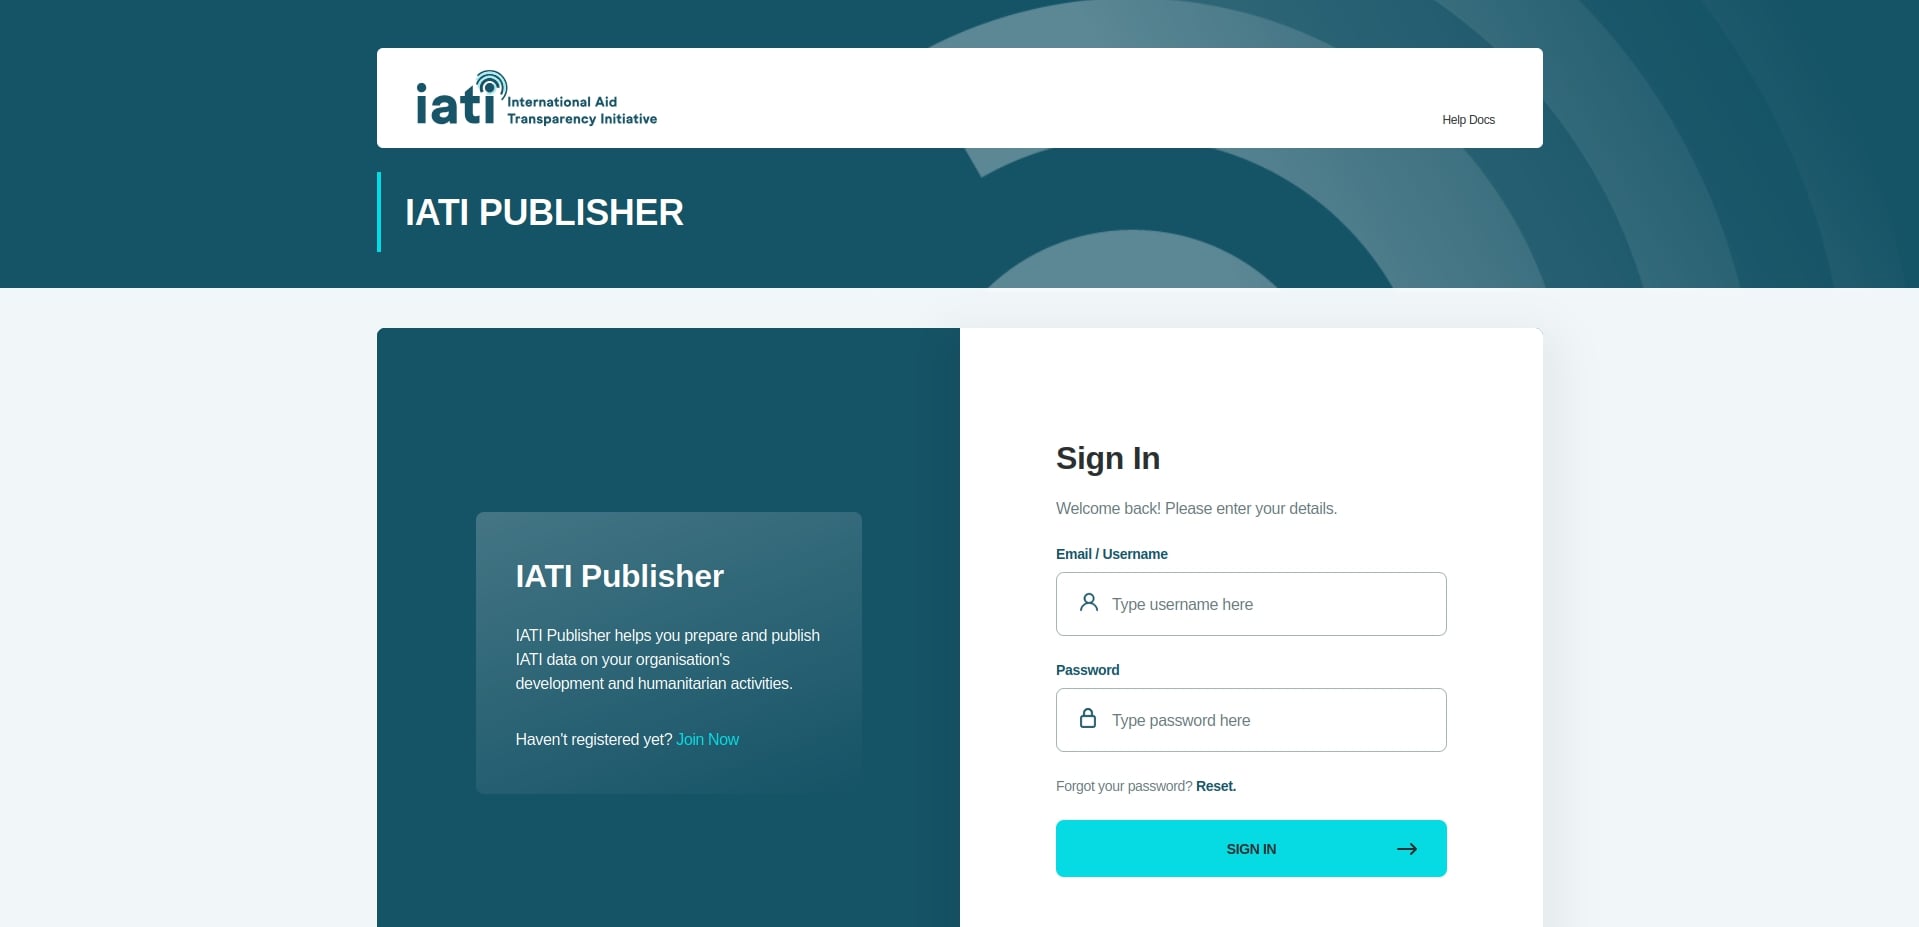 iati
International Aid
Transparency Initiative
Help Docs
IATI PUBLISHER
IATI Publisher
IATI Publisher helps you prepare and publish
IATI data on your organisation's
development and humanitarian activities.
Haven't registered yet? Join Now
Sign In
Welcome back! Please enter your details.
Email / Username
Type username here
Password
Type password here
Forgot your password? Reset.
SIGN IN